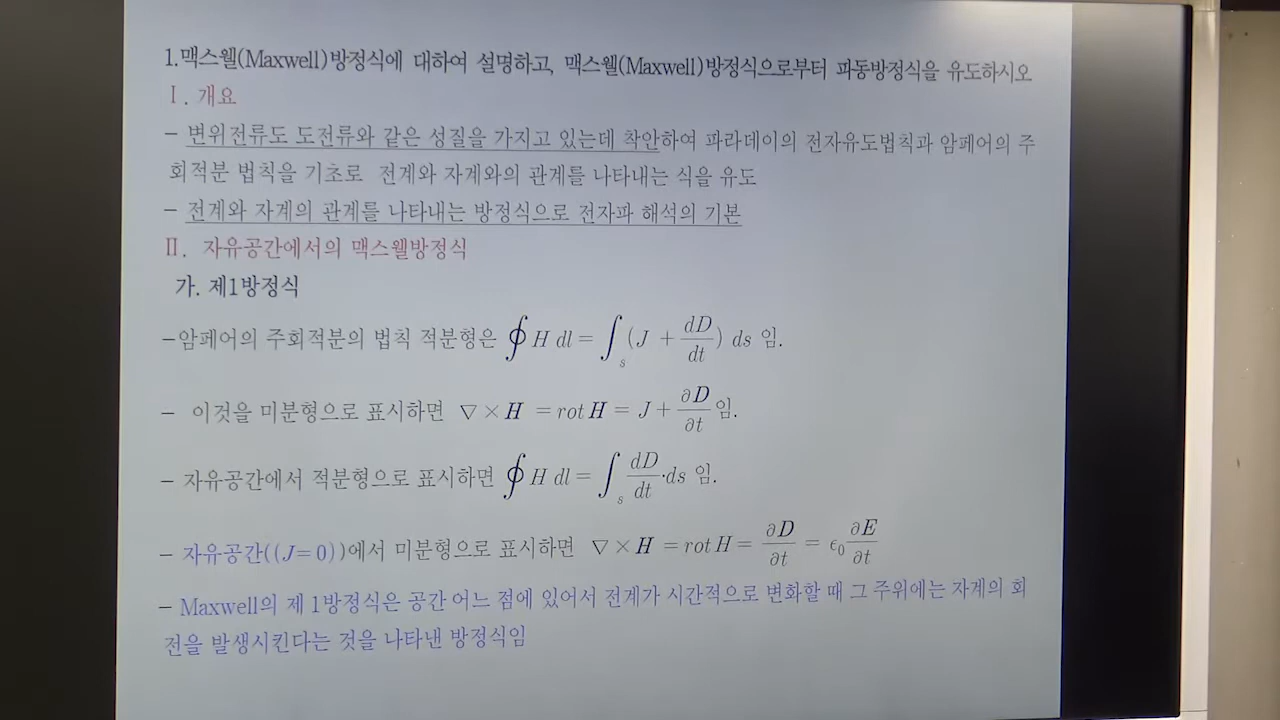 1.맥스웰(Maxwell)방정식에 대하여 설명하고, 맥스웰(Maxwell)방정식으로부터 파동방정식을 유도하시오
Ⅰ. 개요
- 변위전류도 도전류와 같은 성질을 가지고 있는데 착안하여 파라데이의 전자유도법칙과 암페어의 주
회적분 법칙을 기초로 전계와 자계와의 관계를 나타내는 식을 유도
- 전계와 자계의 관계를 나타내는 방정식으로 전자파 해석의 기본
Ⅱ. 자유공간에서의 맥스웰방정식
가. 제1방정식
-암페어의 주회적분의 법칙 적분형은 ∮H dl = ∫_s (J + dD/dt) ds 임.
- 이것을 미분형으로 표시하면 ∇×H = rot H = J + ∂D/∂t 임.
- 자유공간에서 적분형으로 표시하면 ∮H dl = ∫_s dD/dt·ds 임.
- 자유공간((J=0))에서 미분형으로 표시하면 ∇×H = rot H = ∂D/∂t = ϵ₀ ∂E/∂t
- Maxwell의 제 1방정식은 공간 어느 점에 있어서 전계가 시간적으로 변화할 때 그 주위에는 자계의 회
전을 발생시킨다는 것을 나타낸 방정식임